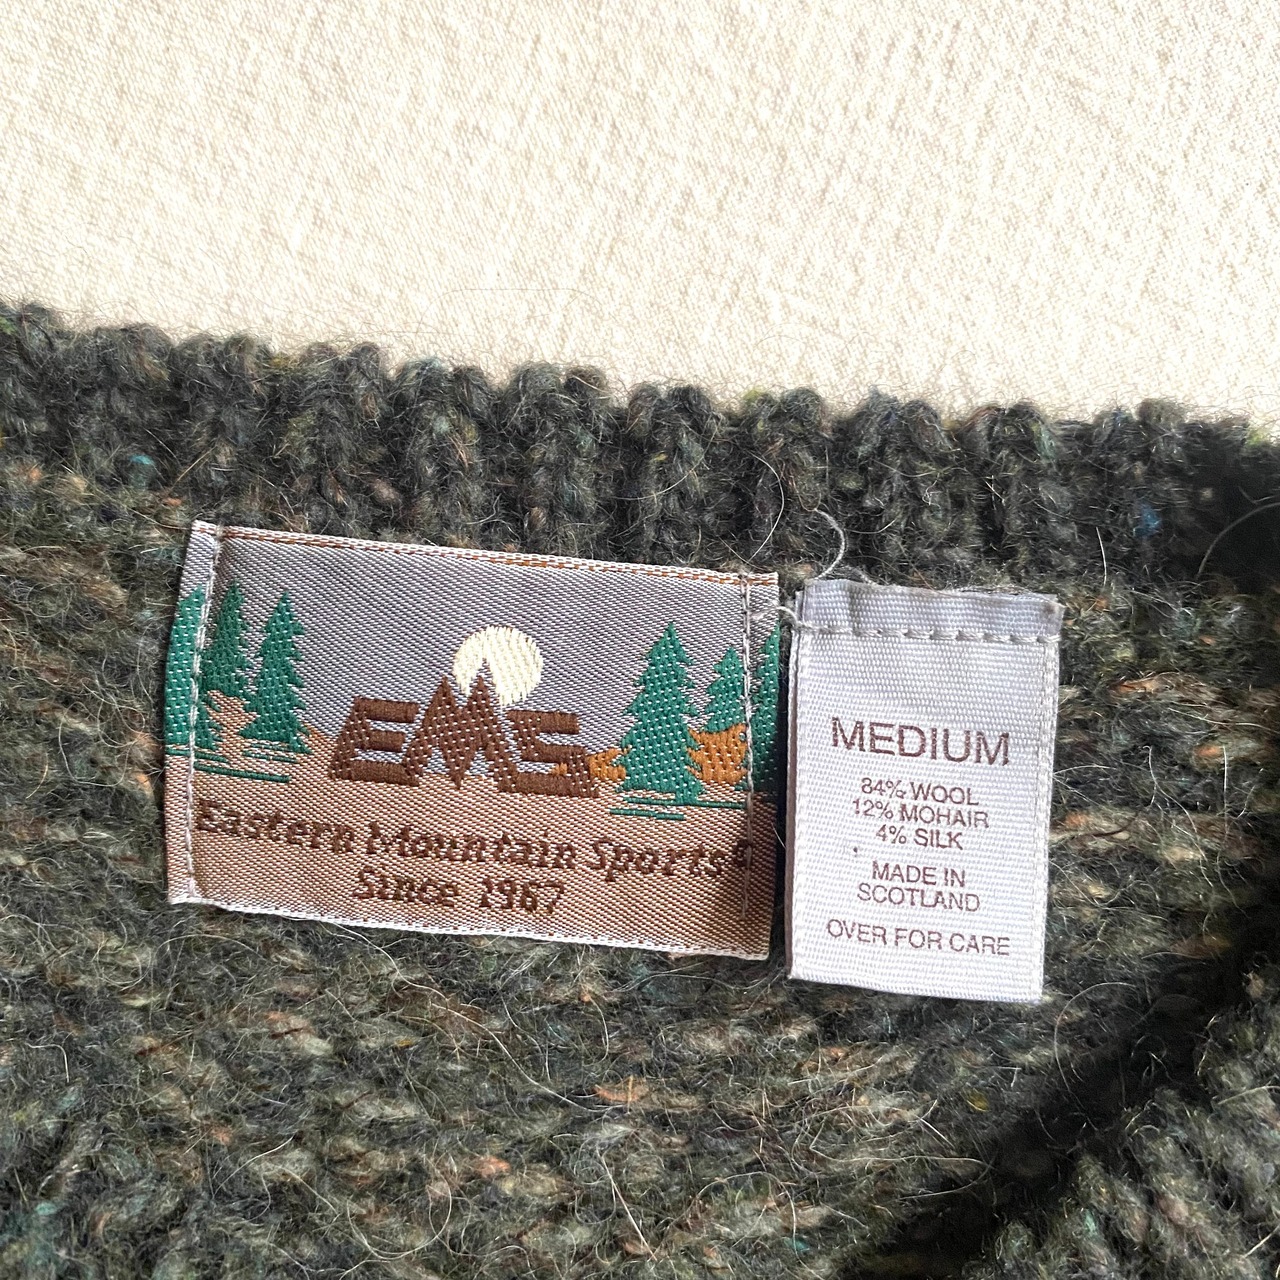 EMS
Eastern Mountain Sports®
Since 1967
MEDIUM
84% WOOL
12% MOHAIR
4% SILK
MADE IN
SCOTLAND
OVER FOR CARE